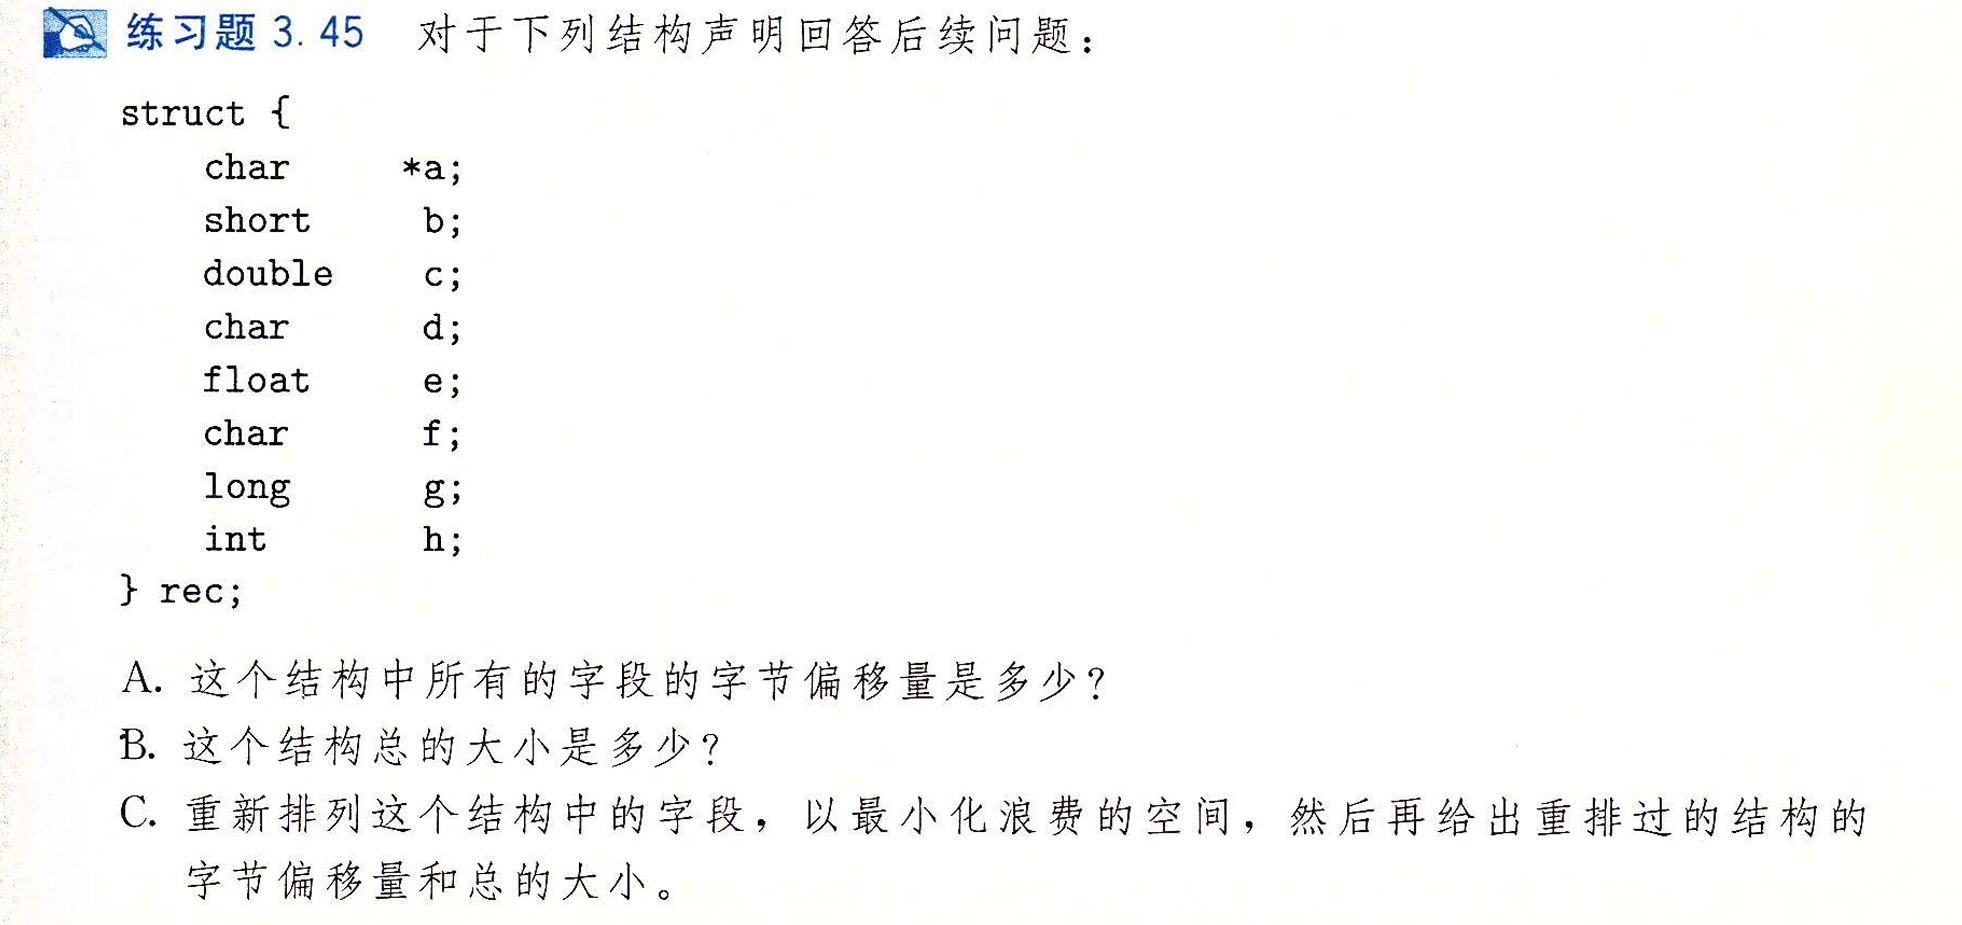 练习题 3.45 对于下列结构声明回答后续问题：
struct {
    char     *a;
    short     b;
    double    c;
    char      d;
    float     e;
    char      f;
    long      g;
    int       h;
} rec;
A. 这个结构中所有的字段的字节偏移量是多少？
B. 这个结构总的大小是多少？
C. 重新排列这个结构中的字段，以最小化浪费的空间，然后再给出重排过的结构的
字节偏移量和总的大小。